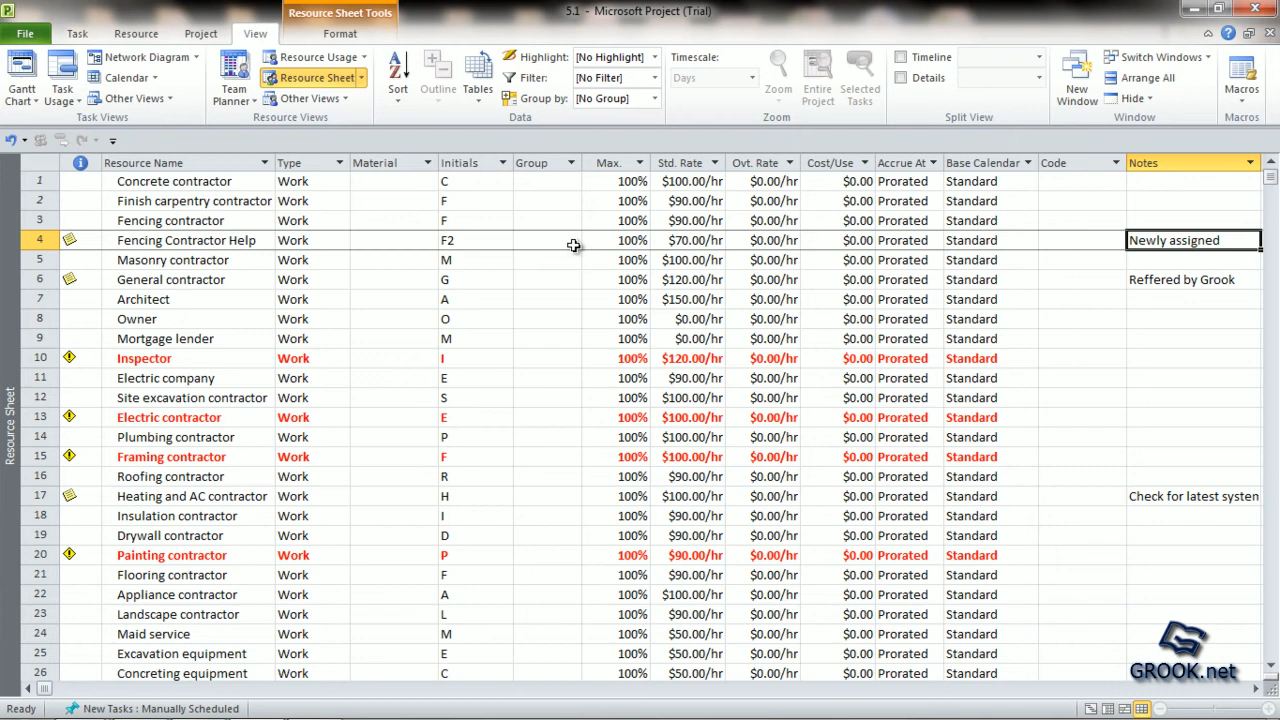 Resource Sheet Tools
5.1 - Microsoft Project (Trial)
File Task Resource Project View Format
Gantt Chart
Task Usage
Network Diagram
Calendar
Other Views
Task Views
Team Planner
Resource Usage
Resource Sheet
Other Views
Resource Views
Sort
Outline
Tables
Highlight: [No Highlight]
Filter: [No Filter]
Group by: [No Group]
Data
Timescale:
Days
Zoom
Entire Project
Selected Tasks
Zoom
Timeline
Details
Split View
New Window
Switch Windows
Arrange All
Hide
Window
Macros
Macros
Resource Name Type Material Initials Group Max. Std. Rate Ovt. Rate Cost/Use Accrue At Base Calendar Code Notes
1 Concrete contractor Work C 100% $100.00/hr $0.00/hr $0.00 Prorated Standard
2 Finish carpentry contractor Work F 100% $90.00/hr $0.00/hr $0.00 Prorated Standard
3 Fencing contractor Work F 100% $90.00/hr $0.00/hr $0.00 Prorated Standard
4 Fencing Contractor Help Work F2 100% $70.00/hr $0.00/hr $0.00 Prorated Standard Newly assigned
5 Masonry contractor Work M 100% $100.00/hr $0.00/hr $0.00 Prorated Standard
6 General contractor Work G 100% $120.00/hr $0.00/hr $0.00 Prorated Standard Reffered by Grook
7 Architect Work A 100% $150.00/hr $0.00/hr $0.00 Prorated Standard
8 Owner Work O 100% $0.00/hr $0.00/hr $0.00 Prorated Standard
9 Mortgage lender Work M 100% $0.00/hr $0.00/hr $0.00 Prorated Standard
10 Inspector Work I 100% $120.00/hr $0.00/hr $0.00 Prorated Standard
11 Electric company Work E 100% $90.00/hr $0.00/hr $0.00 Prorated Standard
12 Site excavation contractor Work S 100% $90.00/hr $0.00/hr $0.00 Prorated Standard
13 Electric contractor Work E 100% $100.00/hr $0.00/hr $0.00 Prorated Standard
14 Plumbing contractor Work P 100% $100.00/hr $0.00/hr $0.00 Prorated Standard
15 Framing contractor Work F 100% $100.00/hr $0.00/hr $0.00 Prorated Standard
16 Roofing contractor Work R 100% $90.00/hr $0.00/hr $0.00 Prorated Standard
17 Heating and AC contractor Work H 100% $100.00/hr $0.00/hr $0.00 Prorated Standard Check for latest systen
18 Insulation contractor Work I 100% $90.00/hr $0.00/hr $0.00 Prorated Standard
19 Drywall contractor Work D 100% $90.00/hr $0.00/hr $0.00 Prorated Standard
20 Painting contractor Work P 100% $90.00/hr $0.00/hr $0.00 Prorated Standard
21 Flooring contractor Work F 100% $90.00/hr $0.00/hr $0.00 Prorated Standard
22 Appliance contractor Work A 100% $100.00/hr $0.00/hr $0.00 Prorated Standard
23 Landscape contractor Work L 100% $90.00/hr $0.00/hr $0.00 Prorated Standard
24 Maid service Work M 100% $50.00/hr $0.00/hr $0.00 Prorated Standard
25 Excavation equipment Work E 100% $50.00/hr $0.00/hr $0.00 Prorated Standard
26 Concreting equipment Work C 100% $50.00/hr $0.00/hr $0.00 Prorated Standard
Resource Sheet
GROOK.net
Ready New Tasks : Manually Scheduled